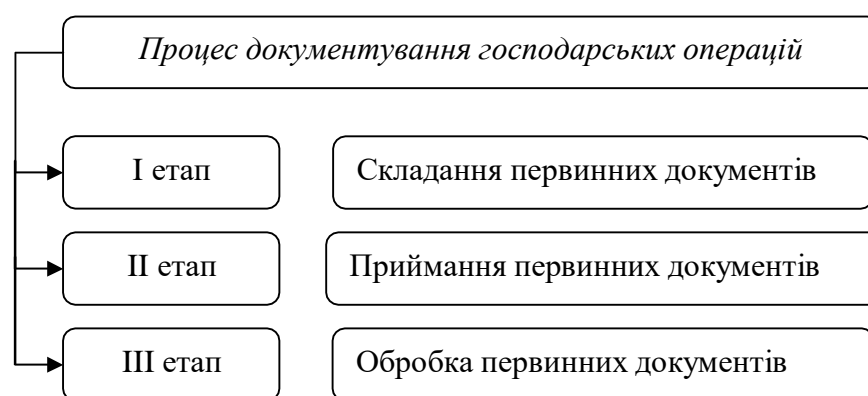 Процес документування господарських операцій
І етап
Складання первинних документів
ІІ етап
Приймання первинних документів
ІІІ етап
Обробка первинних документів